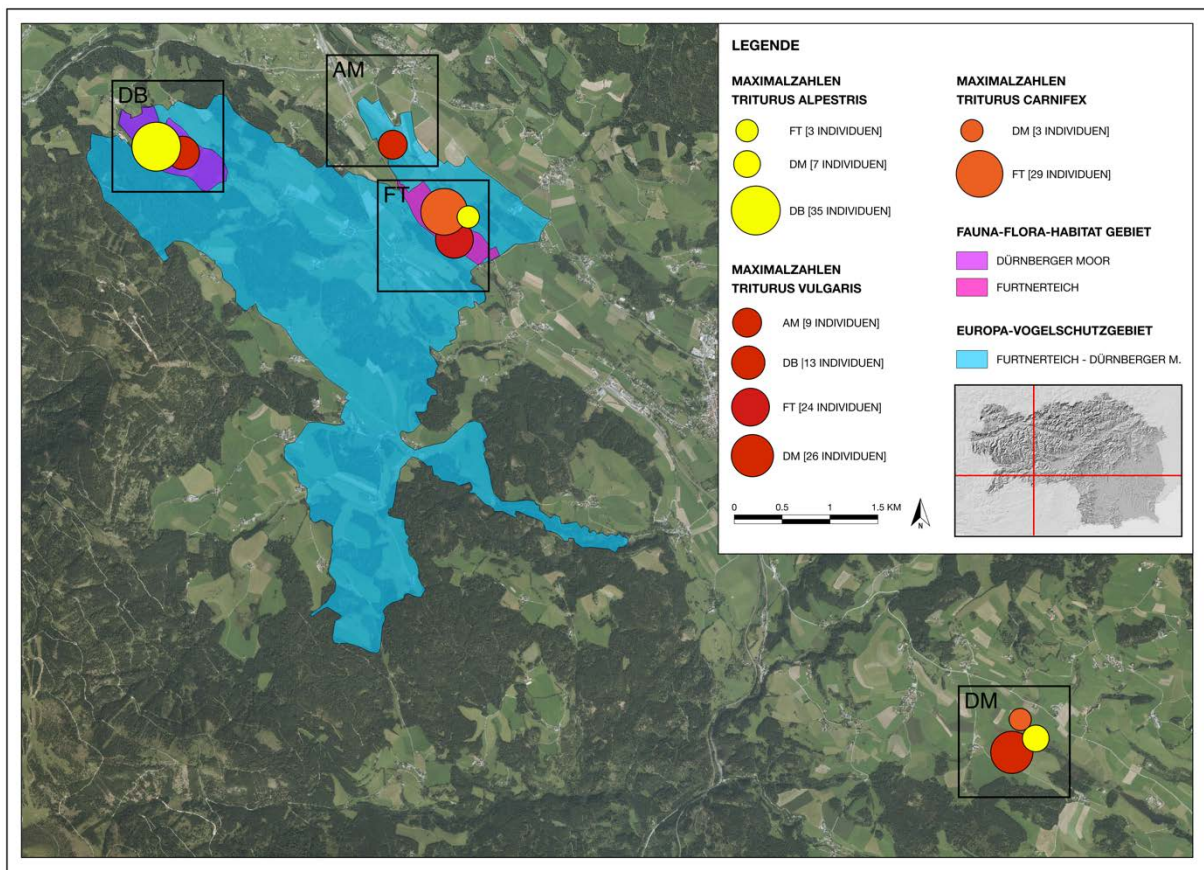 DB
AM
FT
DM
LEGENDE
MAXIMALZAHLEN
TRITURUS ALPESTRIS
FT [3 INDIVIDUEN]
DM [7 INDIVIDUEN]
DB [35 INDIVIDUEN]
MAXIMALZAHLEN
TRITURUS VULGARIS
AM [9 INDIVIDUEN]
DB [13 INDIVIDUEN]
FT [24 INDIVIDUEN]
DM [26 INDIVIDUEN]
0 0.5 1 1.5 KM
N
MAXIMALZAHLEN
TRITURUS CARNIFEX
DM [3 INDIVIDUEN]
FT [29 INDIVIDUEN]
FAUNA-FLORA-HABITAT GEBIET
DÜRNBERGER MOOR
FURTNERTEICH
EUROPA-VOGELSCHUTZGEBIET
FURTNERTEICH - DÜRNBERGER M.